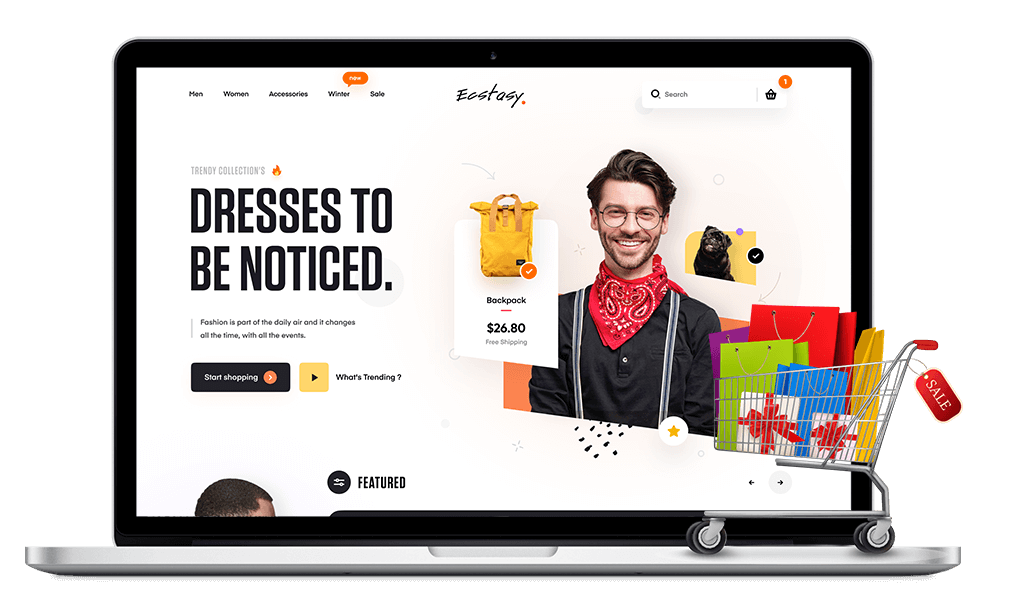 new
Men
Women
Accessories
Winter
Sale
Ecstasy.
Search
1
TRENDY COLLECTION'S
DRESSES TO
BE NOTICED.
Fashion is part of the daily air and it changes
all the time, with all the events.
Start shopping
What's Trending ?
Backpack
$26.80
Free Shipping
SALE
FEATURED